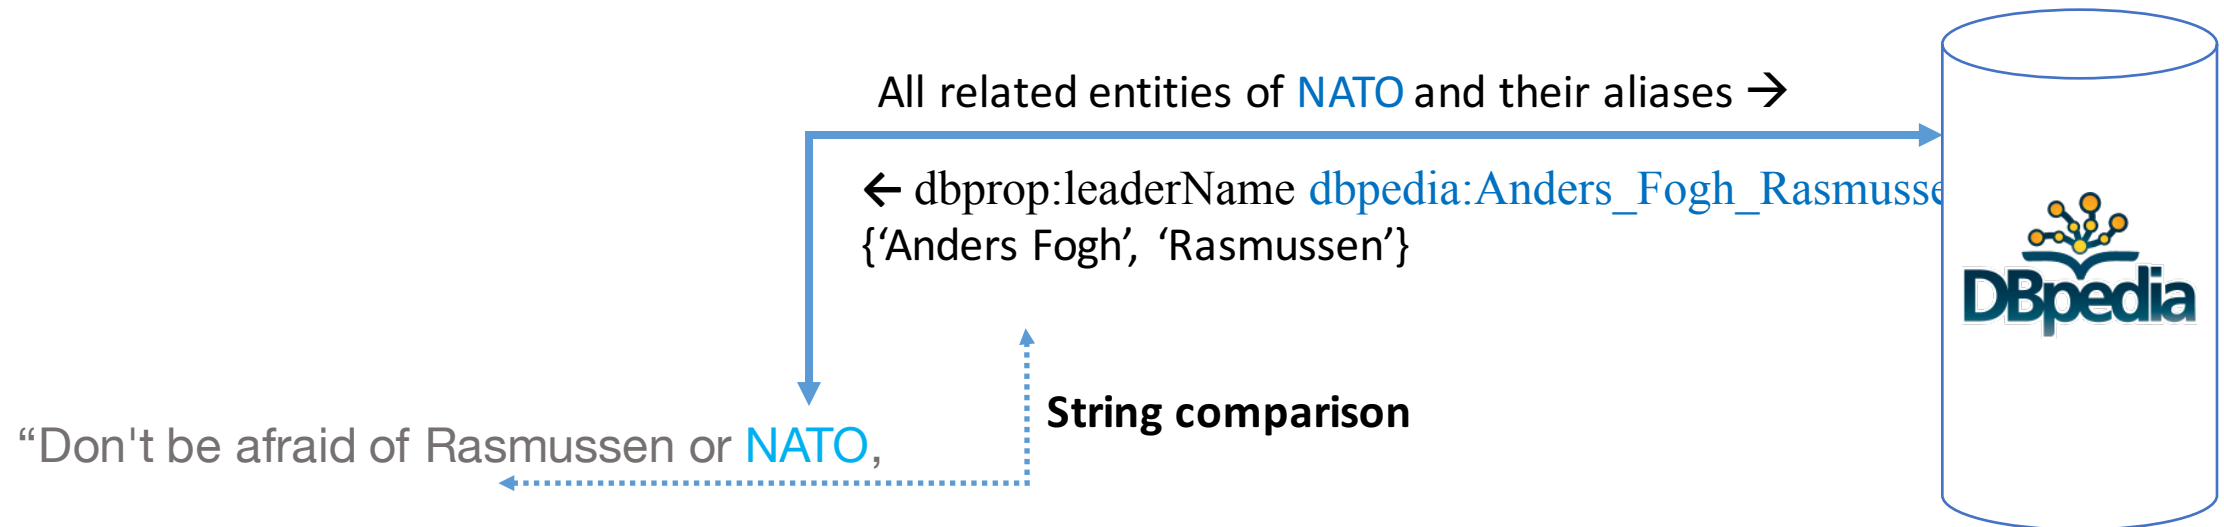 All related entities of NATO and their aliases →
← dbprop:leaderName dbpedia:Anders_Fogh_Rasmusse
{‘Anders Fogh’, ‘Rasmussen’}
DBpedia
String comparison
“Don't be afraid of Rasmussen or NATO,